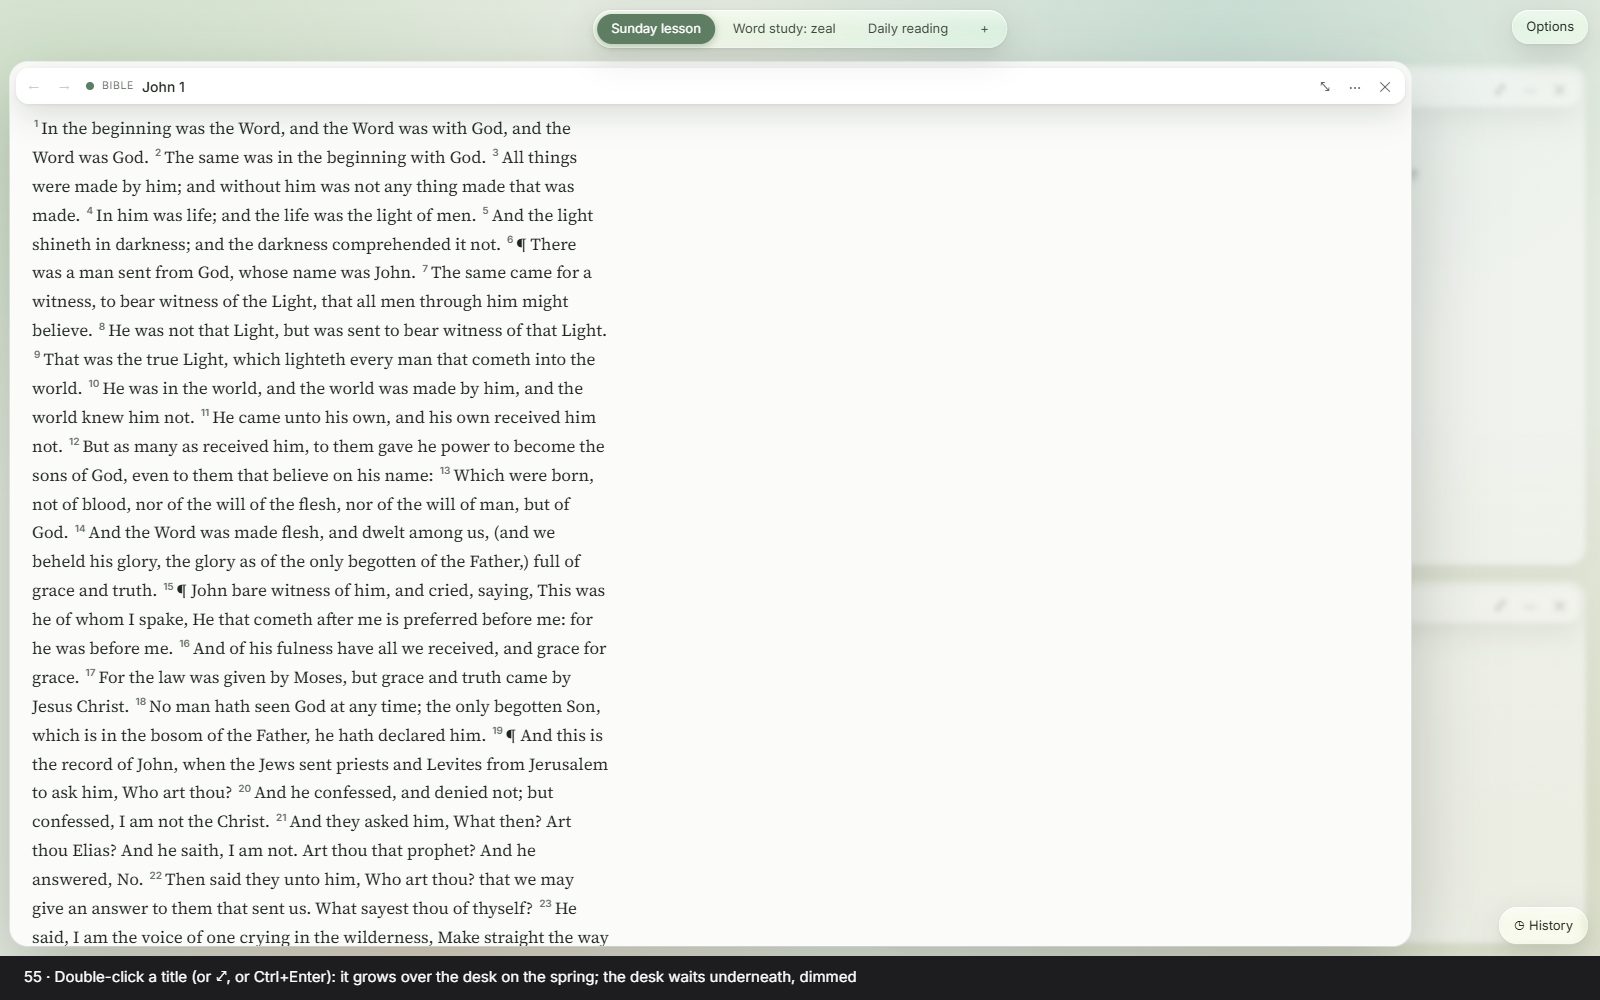 Sunday lesson Word study: zeal Daily reading +
Options
← → BIBLE John 1 ⤡ ... ×
1 In the beginning was the Word, and the Word was with God, and the
Word was God. 2 The same was in the beginning with God. 3 All things
were made by him; and without him was not any thing made that was
made. 4 In him was life; and the life was the light of men. 5 And the light
shineth in darkness; and the darkness comprehended it not. 6 ¶ There
was a man sent from God, whose name was John. 7 The same came for a
witness, to bear witness of the Light, that all men through him might
believe. 8 He was not that Light, but was sent to bear witness of that Light.
9 That was the true Light, which lighteth every man that cometh into the
world. 10 He was in the world, and the world was made by him, and the
world knew him not. 11 He came unto his own, and his own received him
not. 12 But as many as received him, to them gave he power to become the
sons of God, even to them that believe on his name: 13 Which were born,
not of blood, nor of the will of the flesh, nor of the will of man, but of
God. 14 And the Word was made flesh, and dwelt among us, (and we
beheld his glory, the glory as of the only begotten of the Father,) full of
grace and truth. 15 ¶ John bare witness of him, and cried, saying, This was
he of whom I spake, He that cometh after me is preferred before me: for
he was before me. 16 And of his fulness have all we received, and grace for
grace. 17 For the law was given by Moses, but grace and truth came by
Jesus Christ. 18 No man hath seen God at any time; the only begotten Son,
which is in the bosom of the Father, he hath declared him. 19 ¶ And this is
the record of John, when the Jews sent priests and Levites from Jerusalem
to ask him, Who art thou? 20 And he confessed, and denied not; but
confessed, I am not the Christ. 21 And they asked him, What then? Art
thou Elias? And he saith, I am not. Art thou that prophet? And he
answered, No. 22 Then said they unto him, Who art thou? that we may
give an answer to them that sent us. What sayest thou of thyself? 23 He
said, I am the voice of one crying in the wilderness, Make straight the way
History
55 · Double-click a title (or ⤢, or Ctrl+Enter): it grows over the desk on the spring; the desk waits underneath, dimmed